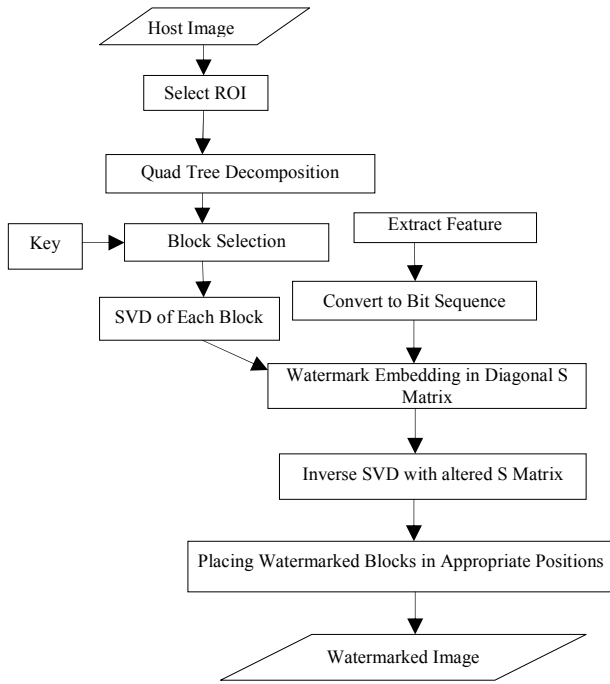 Host Image
Select ROI
Quad Tree Decomposition
Key
Block Selection
Extract Feature
SVD of Each Block
Convert to Bit Sequence
Watermark Embedding in Diagonal S
Matrix
Inverse SVD with altered S Matrix
Placing Watermarked Blocks in Appropriate Positions
Watermarked Image